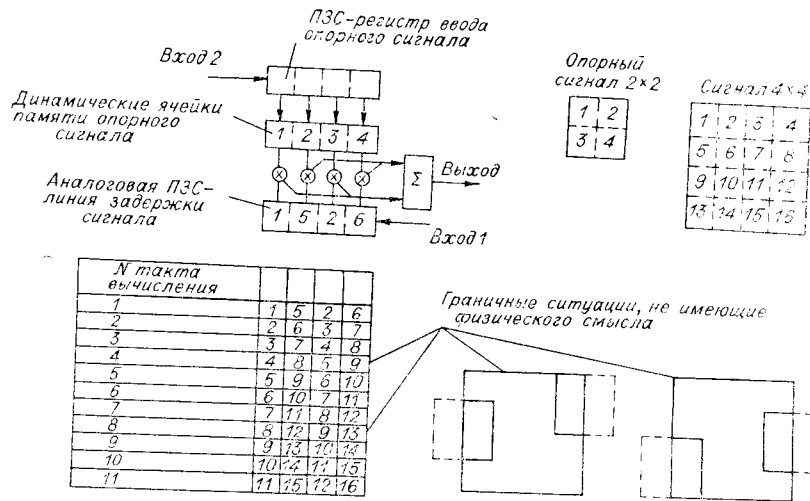 ПЗС-регистр ввода
опорного сигнала
Вход 2
Динамические ячейки
памяти опорного
сигнала
1 2 3 4
Σ
Выход
Аналоговая ПЗС-
линия задержки
сигнала
1 5 2 6
Вход 1
Опорный
сигнал 2×2
1 2
3 4
Сигнал 4×4
1 2 3 4
5 6 7 8
9 10 11 12
13 14 15 16
N такта
вычисления
1 1 5 2 6
2 2 6 3 7
3 3 7 4 8
4 4 8 5 9
5 5 9 6 10
6 6 10 7 11
7 7 11 8 12
8 8 12 9 13
9 9 13 10 14
10 10 14 11 15
11 11 15 12 16
Граничные ситуации, не имеющие
физического смысла